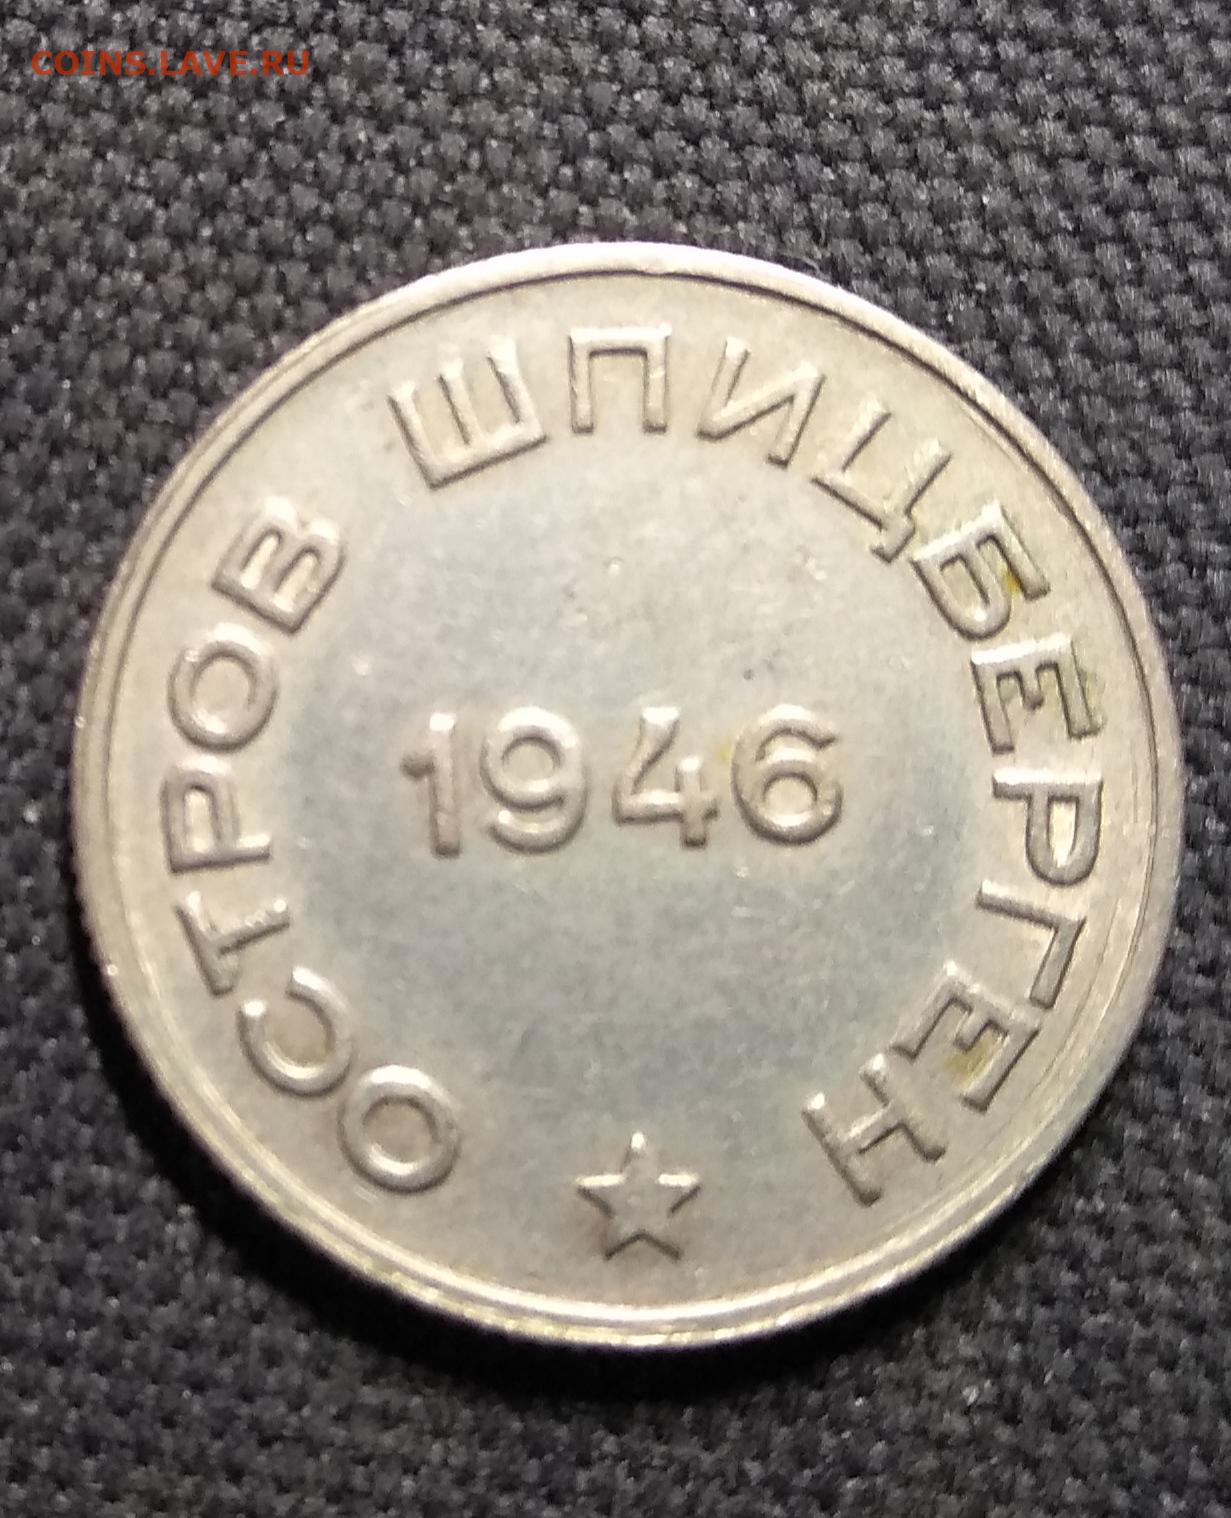 COINS.LAVE.RU
ОСТРОВ ШПИЦБЕРГЕН
1946